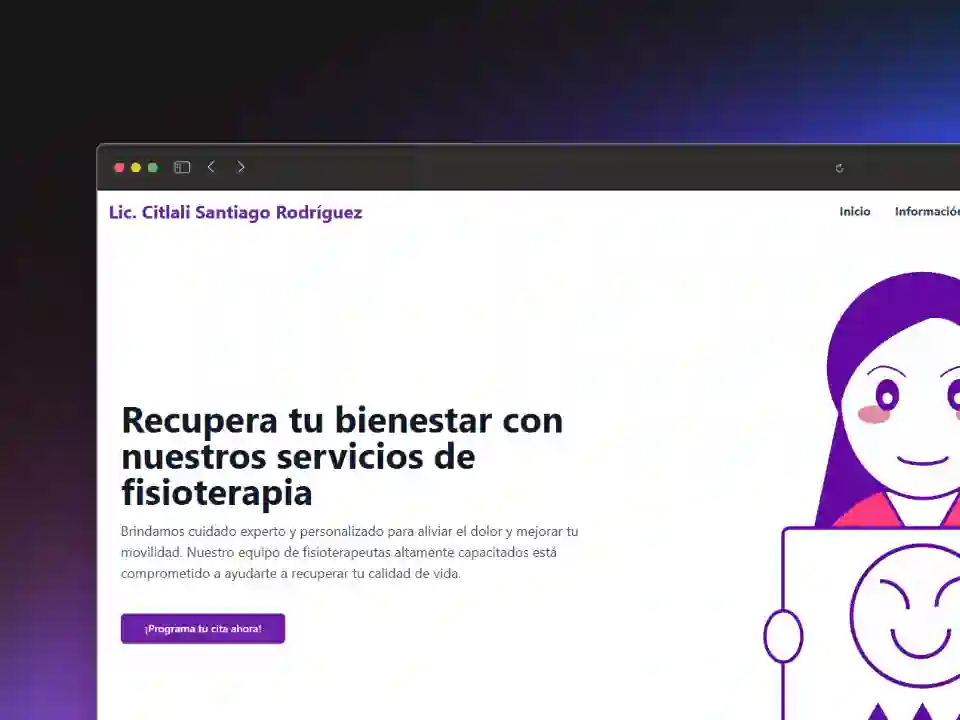 Lic. Citlali Santiago Rodríguez
Inicio
Recupera tu bienestar con
nuestros servicios de
fisioterapia
Brindamos cuidado experto y personalizado para aliviar el dolor y mejorar tu
movilidad. Nuestro equipo de fisioterapeutas altamente capacitados está
comprometido a ayudarte a recuperar tu calidad de vida.
¡Programa tu cita ahora!